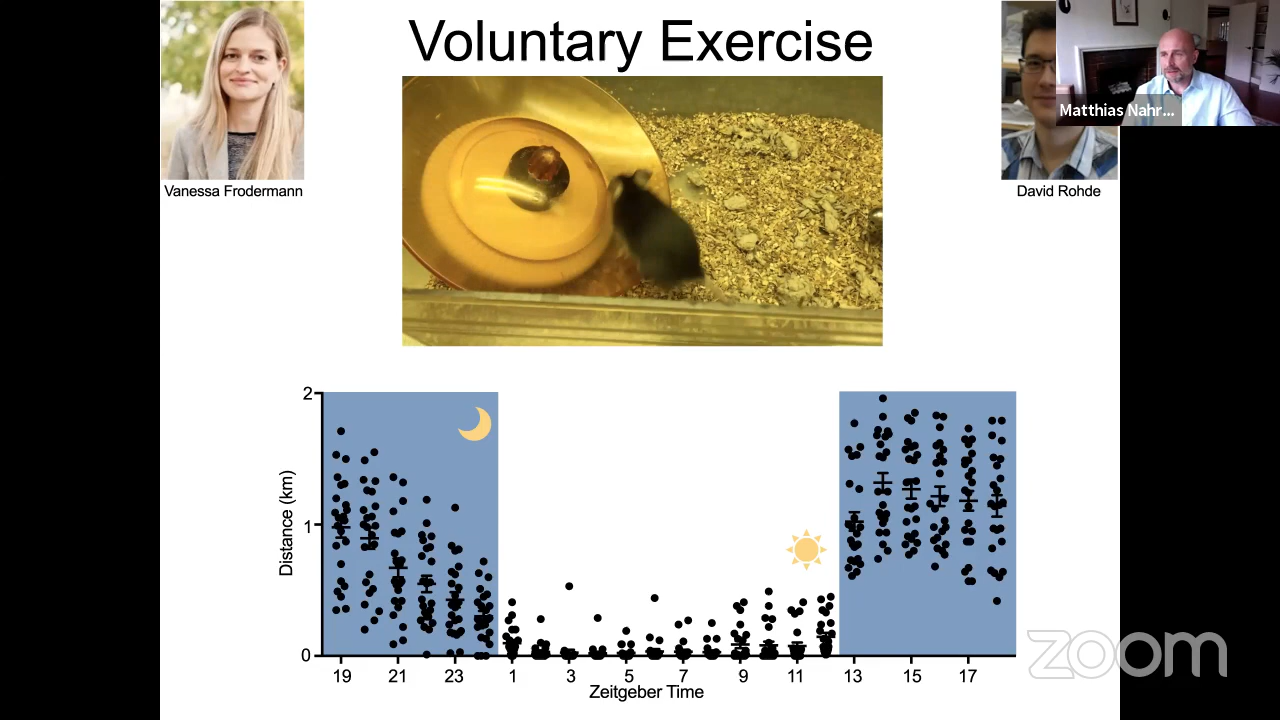 Voluntary Exercise
Matthias Nahr...
Vanessa Frodermann
David Rohde
2
1
0
Distance (km)
19 21 23 1 3 5 7 9 11 13 15 17
Zeitgeber Time
zoom